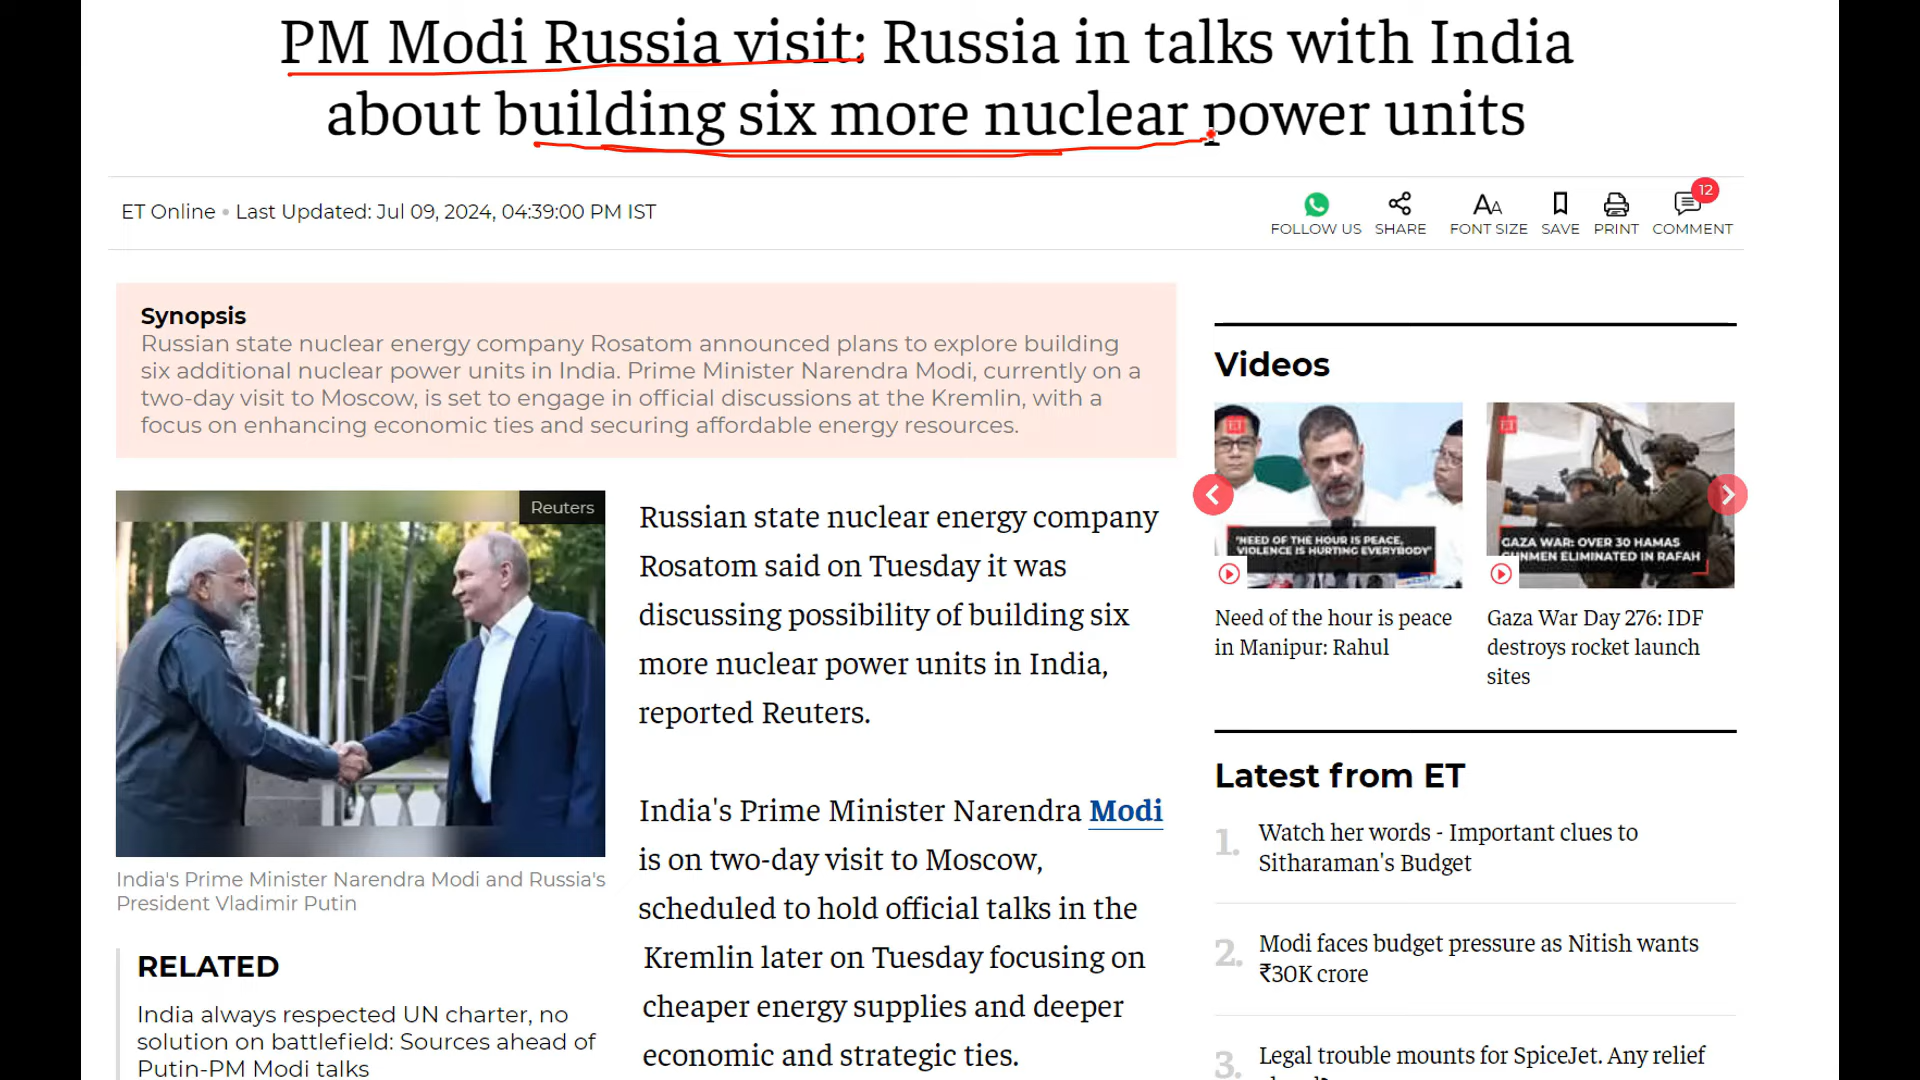 PM Modi Russia visit: Russia in talks with India
about building six more nuclear power units
ET Online • Last Updated: Jul 09, 2024, 04:39:00 PM IST
FOLLOW US
SHARE
FONT SIZE
SAVE
PRINT
12
COMMENT
Synopsis
Russian state nuclear energy company Rosatom announced plans to explore building
six additional nuclear power units in India. Prime Minister Narendra Modi, currently on a
two-day visit to Moscow, is set to engage in official discussions at the Kremlin, with a
focus on enhancing economic ties and securing affordable energy resources.
Reuters
India's Prime Minister Narendra Modi and Russia's
President Vladimir Putin
RELATED
India always respected UN charter, no
solution on battlefield: Sources ahead of
Putin-PM Modi talks
Russian state nuclear energy company
Rosatom said on Tuesday it was
discussing possibility of building six
more nuclear power units in India,
reported Reuters.
India's Prime Minister Narendra Modi
is on two-day visit to Moscow,
scheduled to hold official talks in the
Kremlin later on Tuesday focusing on
cheaper energy supplies and deeper
economic and strategic ties.
Videos
ET
'NEED OF THE HOUR IS PEACE,
VIOLENCE IS HURTING EVERYBODY'
Need of the hour is peace
in Manipur: Rahul
ET
GAZA WAR: OVER 30 HAMAS
GUNMEN ELIMINATED IN RAFAH
Gaza War Day 276: IDF
destroys rocket launch
sites
Latest from ET
1. Watch her words - Important clues to
Sitharaman's Budget
2. Modi faces budget pressure as Nitish wants
₹30K crore
3. Legal trouble mounts for SpiceJet. Any relief